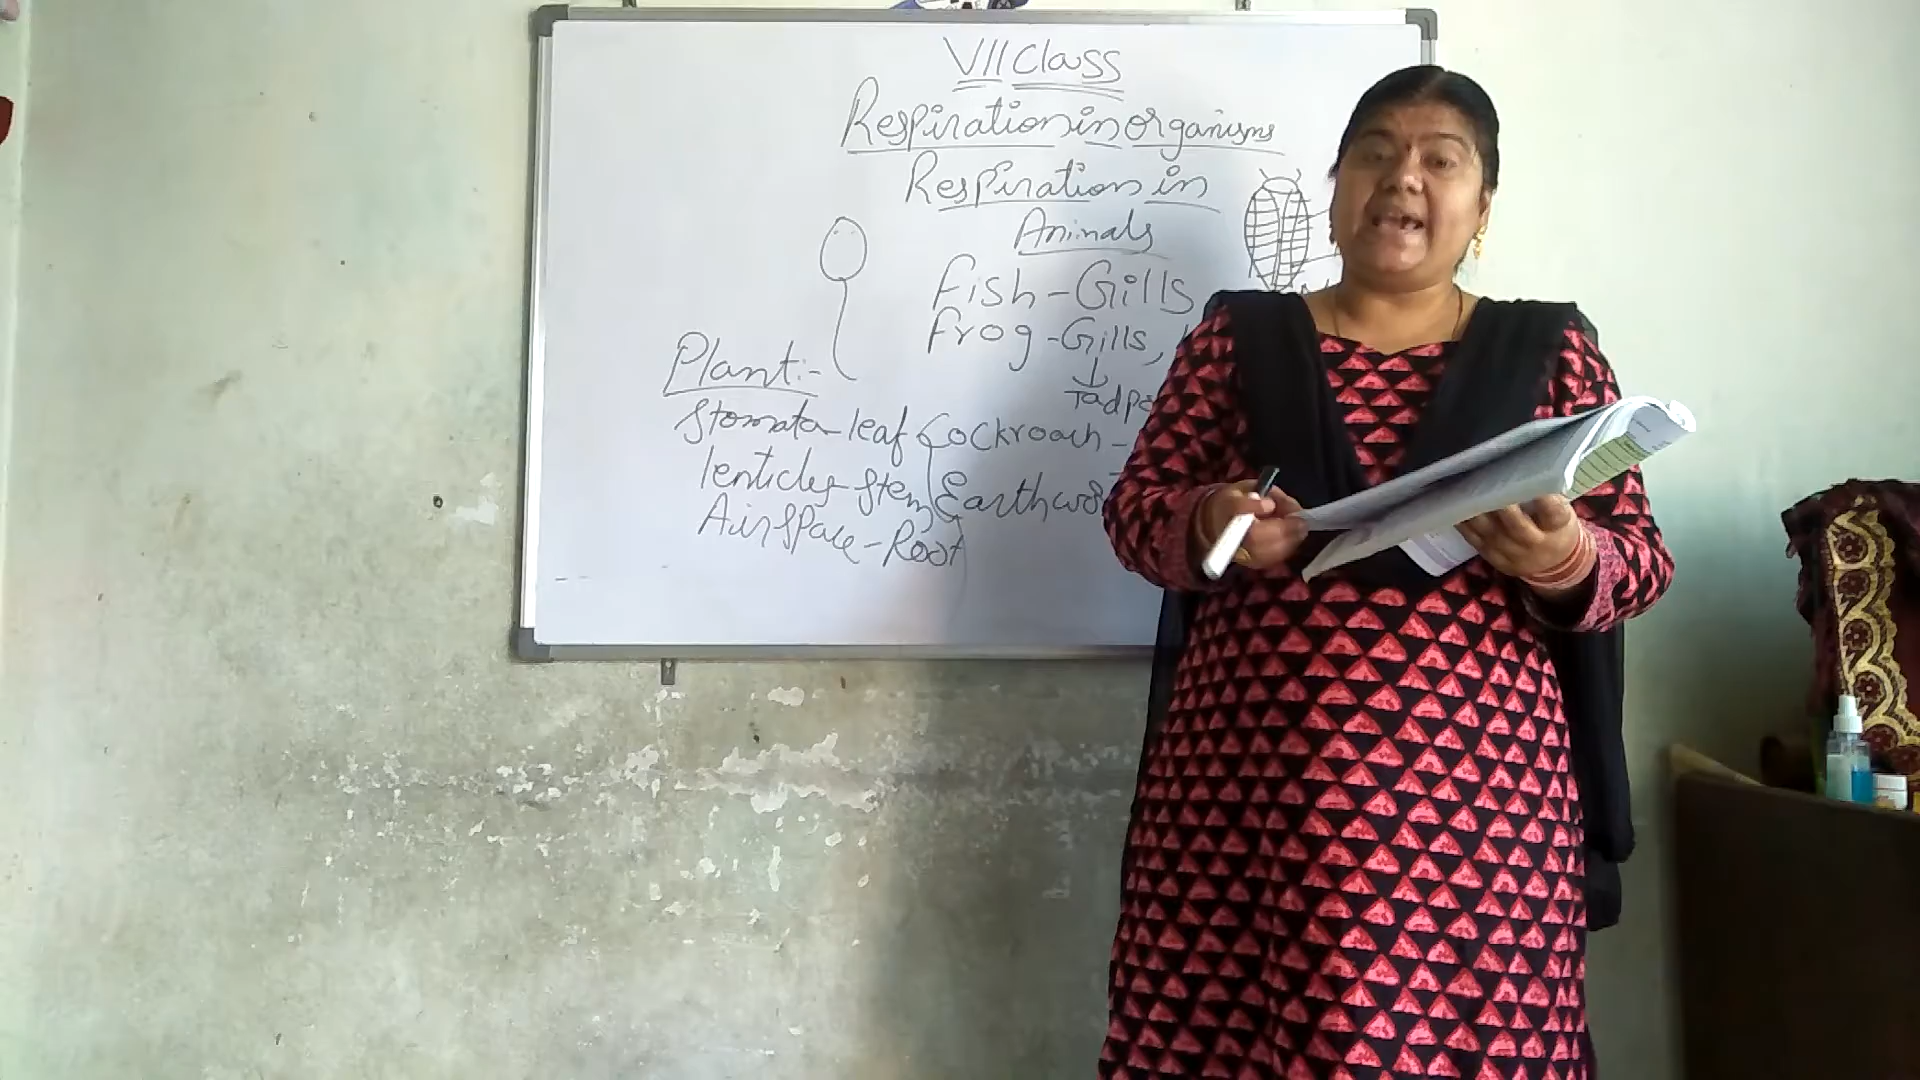 VII Class
Respiration in organisms
Respiration in
Animals
Fish - Gills
Frog - Gills,
↓
Tadpo
Cockroach -
Earthwo
Plant:-
Stomata - leaf
lenticles - Stem
Air space - Root